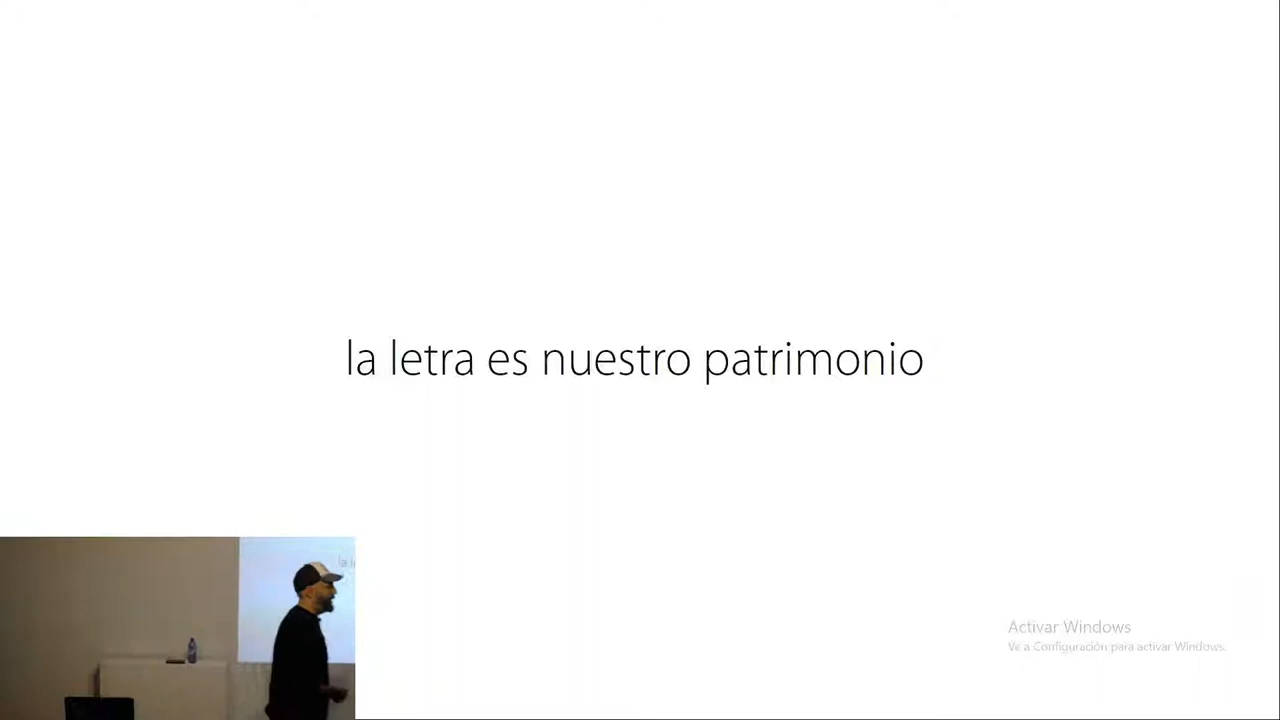 la letra es nuestro patrimonio
Activar Windows
Ve a Configuración para activar Windows.